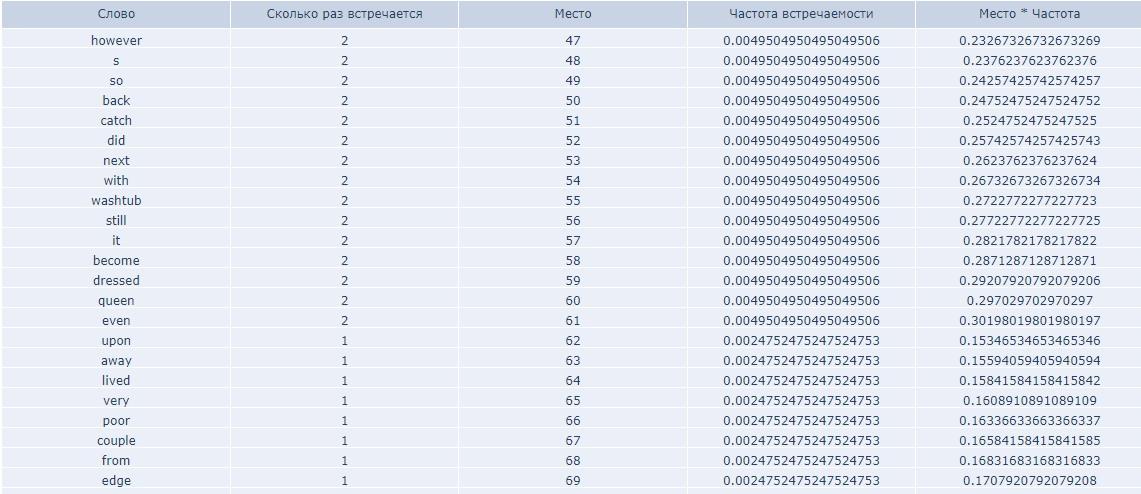 Слово Сколько раз встречается Место Частота встречаемости Место * Частота
however 2 47 0.0049504950495049506 0.23267326732673269
s 2 48 0.0049504950495049506 0.2376237623762376
so 2 49 0.0049504950495049506 0.24257425742574257
back 2 50 0.0049504950495049506 0.24752475247524752
catch 2 51 0.0049504950495049506 0.2524752475247525
did 2 52 0.0049504950495049506 0.25742574257425743
next 2 53 0.0049504950495049506 0.2623762376237624
with 2 54 0.0049504950495049506 0.26732673267326734
washtub 2 55 0.0049504950495049506 0.2722772277227723
still 2 56 0.0049504950495049506 0.27722772277227725
it 2 57 0.0049504950495049506 0.2821782178217822
become 2 58 0.0049504950495049506 0.2871287128712871
dressed 2 59 0.0049504950495049506 0.29207920792079206
queen 2 60 0.0049504950495049506 0.297029702970297
even 2 61 0.0049504950495049506 0.30198019801980197
upon 1 62 0.0024752475247524753 0.15346534653465346
away 1 63 0.0024752475247524753 0.15594059405940594
lived 1 64 0.0024752475247524753 0.15841584158415842
very 1 65 0.0024752475247524753 0.1608910891089109
poor 1 66 0.0024752475247524753 0.16336633663366337
couple 1 67 0.0024752475247524753 0.16584158415841585
from 1 68 0.0024752475247524753 0.16831683168316833
edge 1 69 0.0024752475247524753 0.1707920792079208